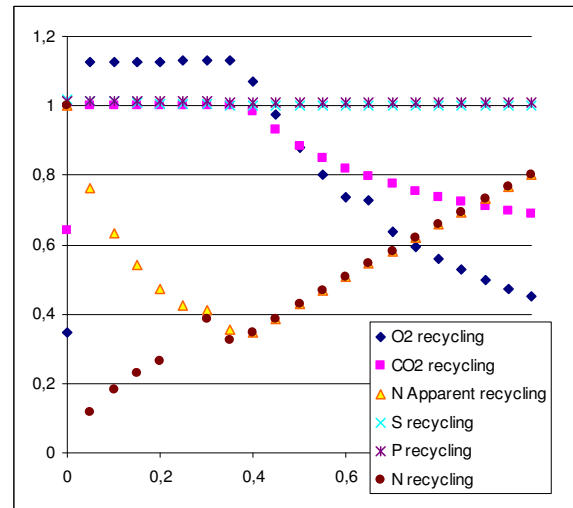 1,2
1
0,8
0,6
0,4
0,2
0
0 0,2 0,4 0,6
O2 recycling
CO2 recycling
N Apparent recycling
S recycling
P recycling
N recycling